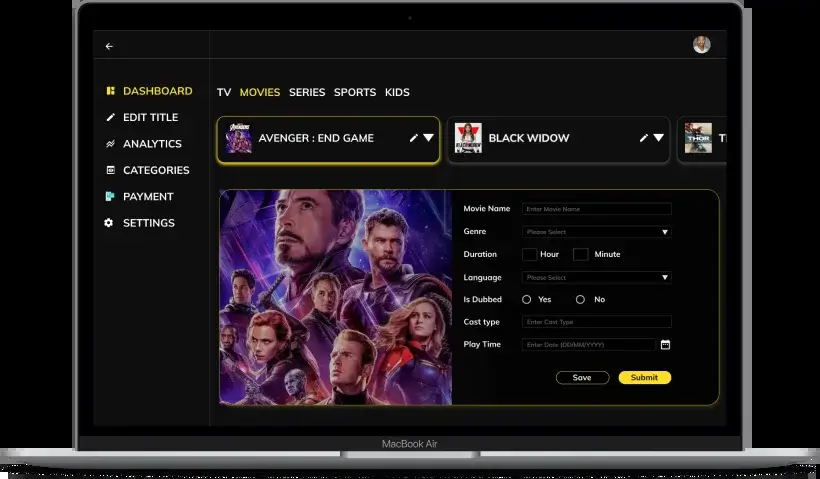 DASHBOARD
EDIT TITLE
ANALYTICS
CATEGORIES
PAYMENT
SETTINGS
TV MOVIES SERIES SPORTS KIDS
AVENGER : END GAME
BLACK WIDOW
THOR
Movie Name Enter Movie Name
Genre Please Select
Duration Hour Minute
Language Please Select
Is Dubbed Yes No
Cast type Enter Cast Type
Play Time Enter Date (DD/MM/YYYY)
Save Submit
MacBook Air